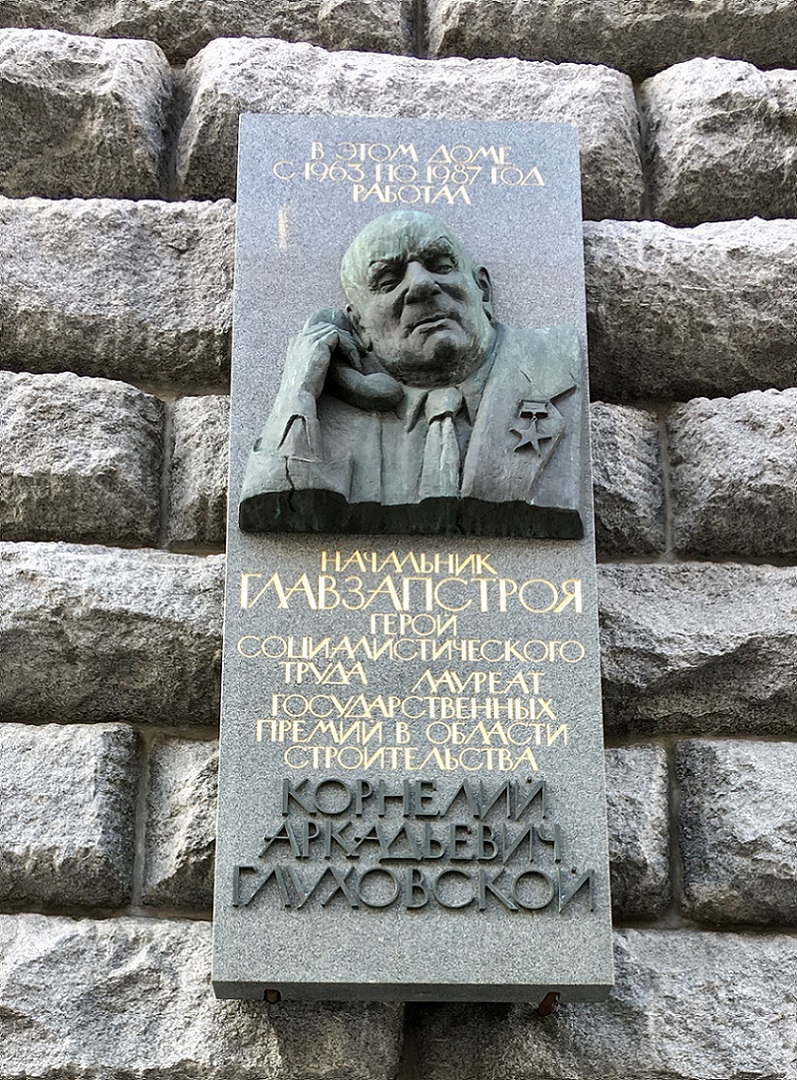 В ЭТОМ ДОМЕ
С 1963 ПО 1987 ГОД
РАБОТАЛ
НАЧАЛЬНИК
ГЛАВЗАПСТРОЯ
ГЕРОЙ
СОЦИАЛИСТИЧЕСКОГО
ТРУДА ЛАУРЕАТ
ГОСУДАРСТВЕННЫХ
ПРЕМИЙ В ОБЛАСТИ
СТРОИТЕЛЬСТВА
КОРНЕЛИЙ
АРКАДЬЕВИЧ
ГЛУХОВСКОЙ